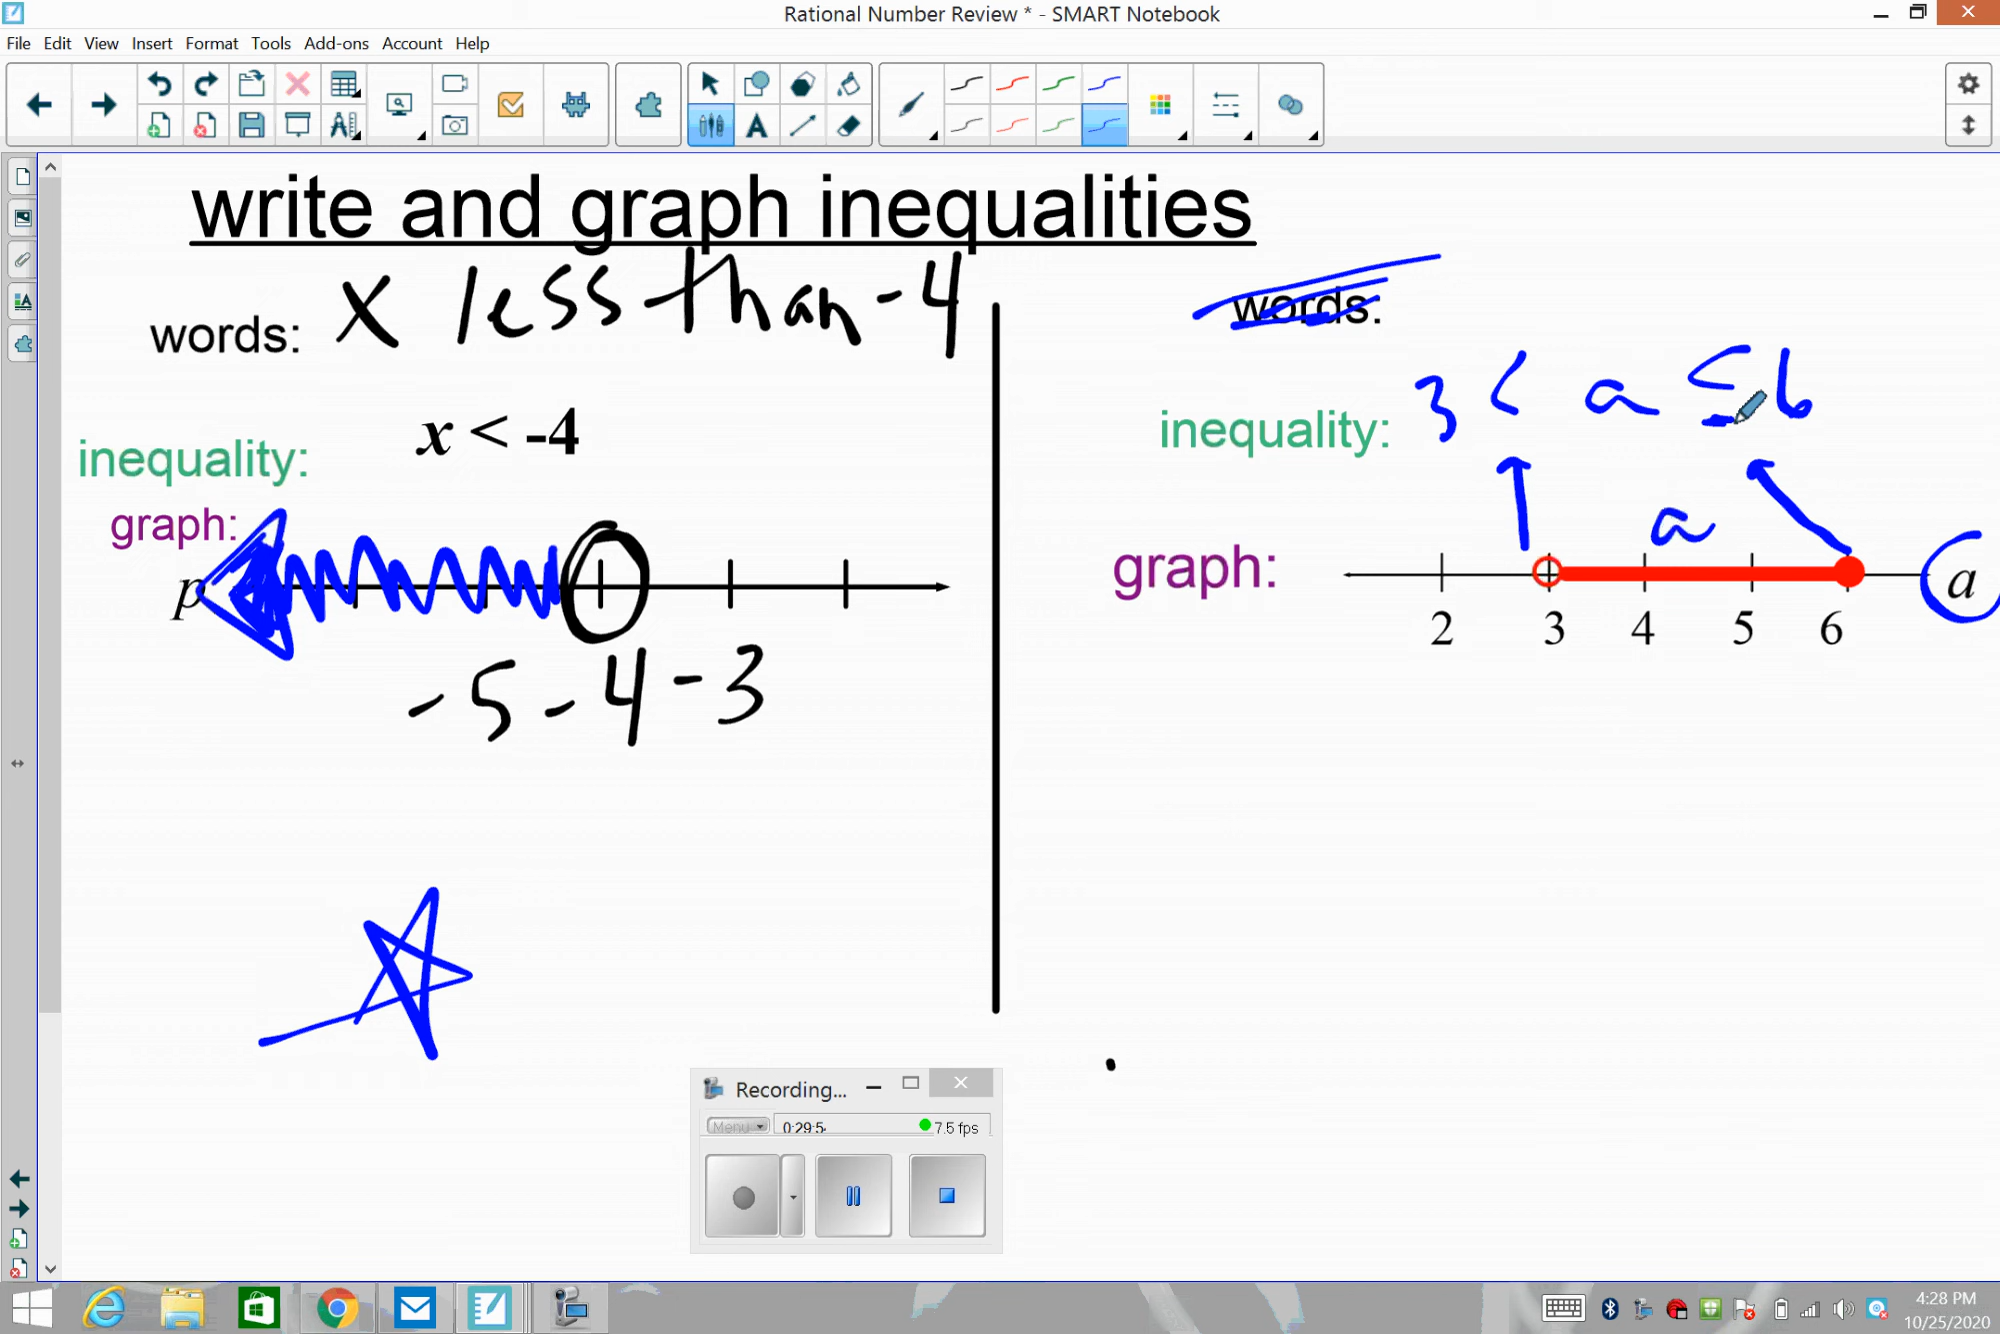 Rational Number Review * - SMART Notebook
File Edit View Insert Format Tools Add-ons Account Help
write and graph inequalities
words: x less than -4
inequality: x < -4
graph:
p
-5 -4 -3
words:
inequality: 3 < a ≤ 6
graph:
a
a
2 3 4 5 6
Recording...
Menu 0:29:5 7.5 fps
4:28 PM
10/25/2020